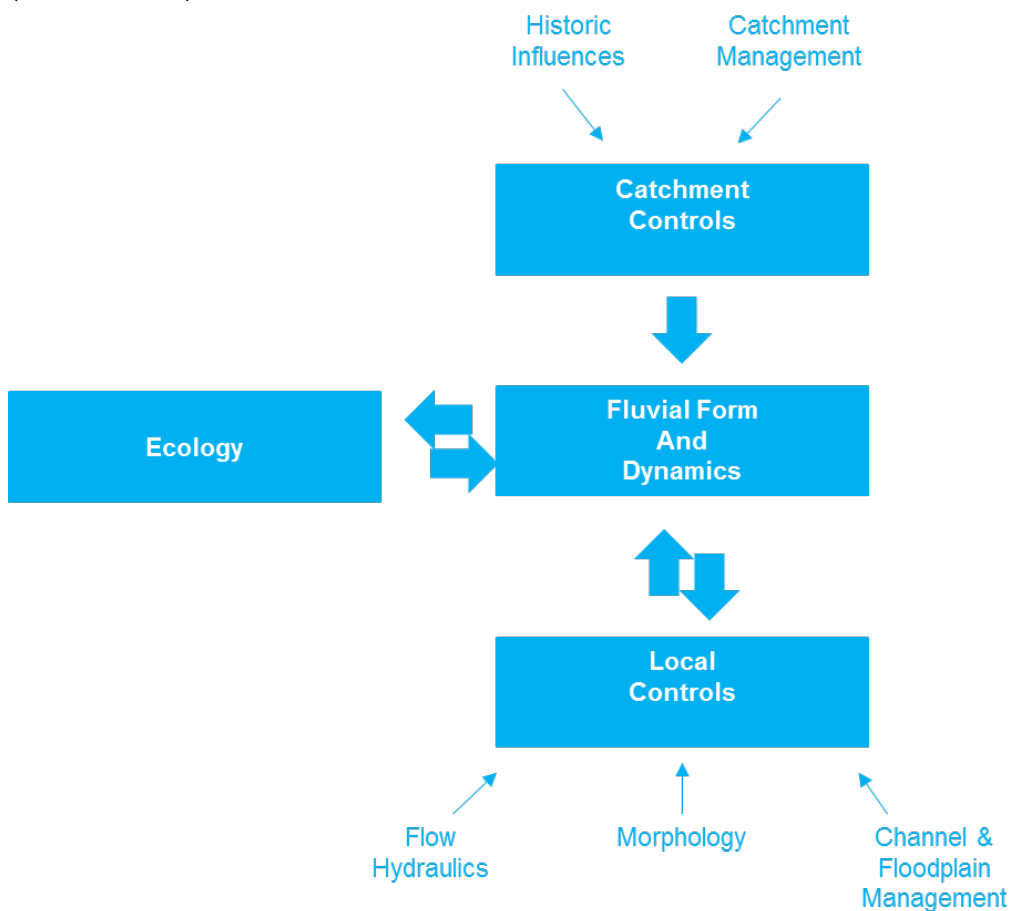 Historic
Influences
Catchment
Management
Catchment
Controls
Fluvial Form
And
Dynamics
Ecology
Local
Controls
Flow
Hydraulics
Morphology
Channel &
Floodplain
Management